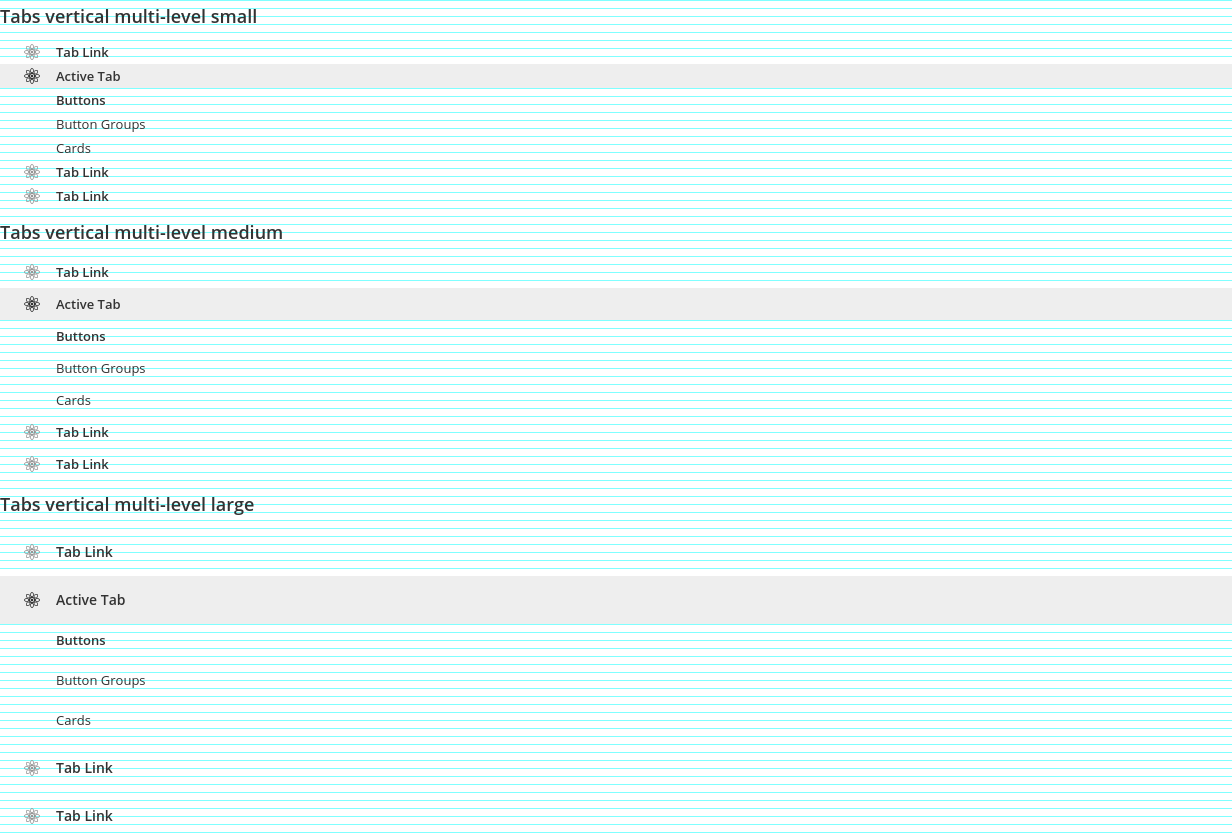 Tabs vertical multi-level small
Tab Link
Active Tab
Buttons
Button Groups
Cards
Tab Link
Tab Link
Tabs vertical multi-level medium
Tab Link
Active Tab
Buttons
Button Groups
Cards
Tab Link
Tab Link
Tabs vertical multi-level large
Tab Link
Active Tab
Buttons
Button Groups
Cards
Tab Link
Tab Link